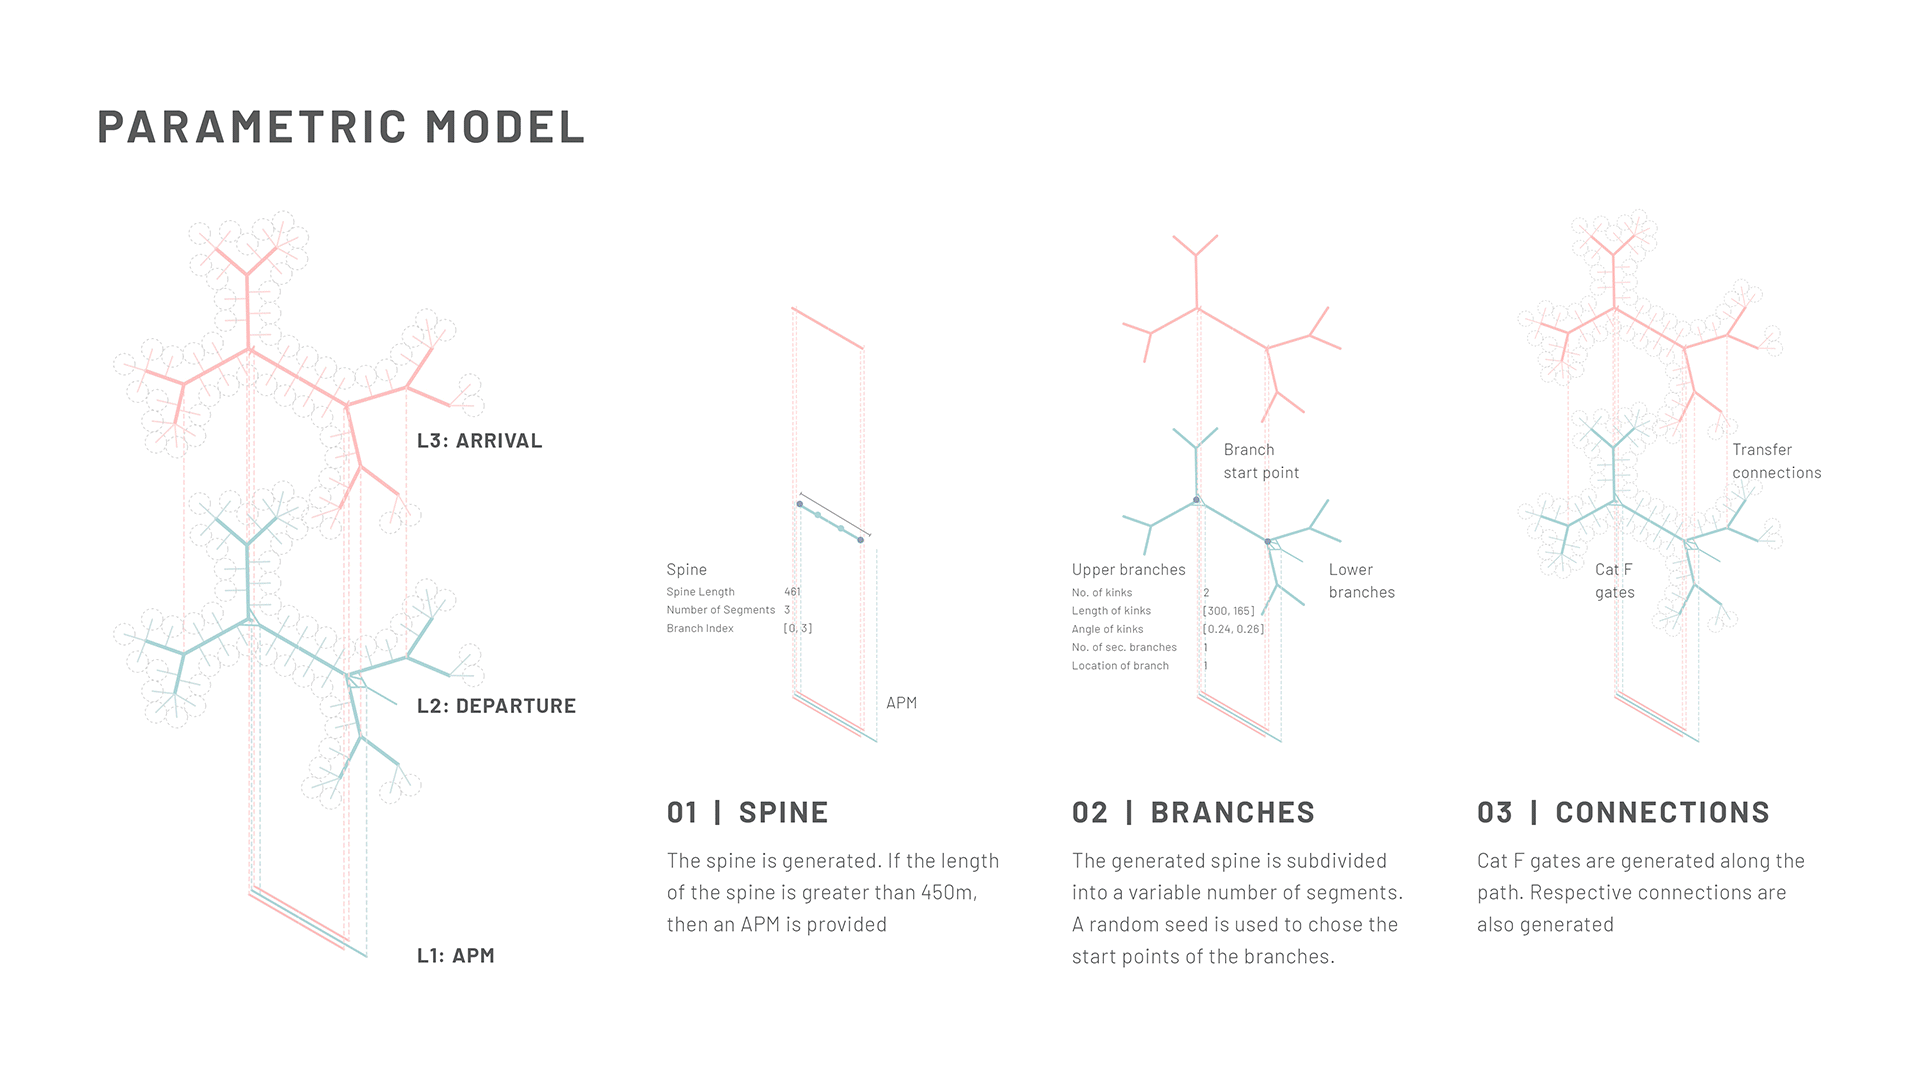 PARAMETRIC MODEL
L3: ARRIVAL
L2: DEPARTURE
L1: APM
Spine
Spine Length 461
Number of Segments 3
Branch Index [0, 3]
APM
01 | SPINE
The spine is generated. If the length
of the spine is greater than 450m,
then an APM is provided
Branch
start point
Upper branches
No. of kinks 2
Length of kinks [300, 165]
Angle of kinks [0.24, 0.26]
No. of sec. branches 1
Location of branch 1
Lower
branches
02 | BRANCHES
The generated spine is subdivided
into a variable number of segments.
A random seed is used to chose the
start points of the branches.
Transfer
connections
Cat F
gates
03 | CONNECTIONS
Cat F gates are generated along the
path. Respective connections are
also generated